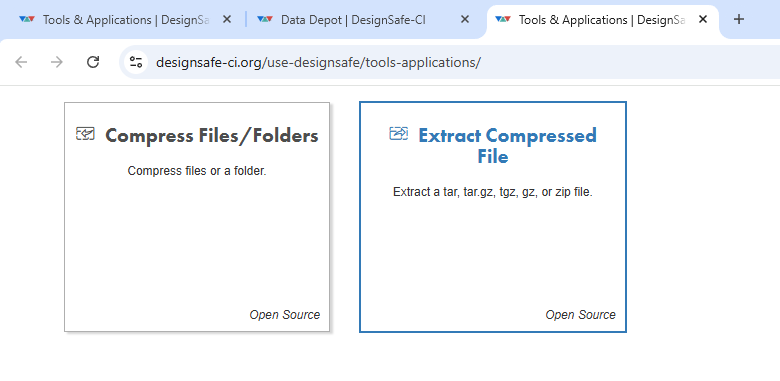 Tools & Applications | DesignSa
Data Depot | DesignSafe-CI
Tools & Applications | DesignSa
designsafe-ci.org/use-designsafe/tools-applications/
Compress Files/Folders
Compress files or a folder.
Open Source
Extract Compressed
File
Extract a tar, tar.gz, tgz, gz, or zip file.
Open Source